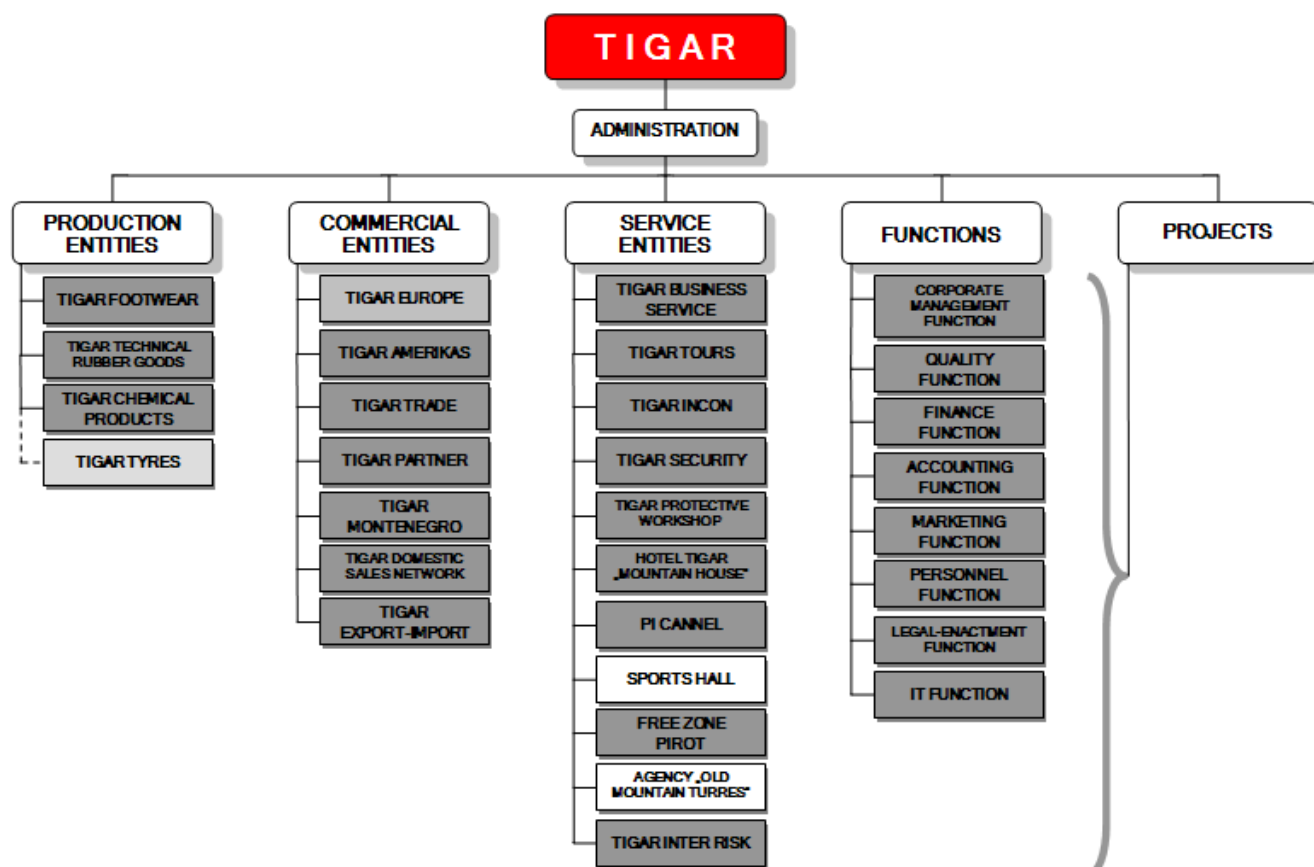 TIGAR
ADMINISTRATION
PRODUCTION
ENTITIES
TIGAR FOOTWEAR
TIGAR TECHNICAL
RUBBER GOODS
TIGAR CHEMICAL
PRODUCTS
TIGAR TYRES
COMMERCIAL
ENTITIES
TIGAR EUROPE
TIGAR AMERIKAS
TIGAR TRADE
TIGAR PARTNER
TIGAR
MONTENEGRO
TIGAR DOMESTIC
SALES NETWORK
TIGAR
EXPORT-IMPORT
SERVICE
ENTITIES
TIGAR BUSINESS
SERVICE
TIGAR TOURS
TIGAR INCON
TIGAR SECURITY
TIGAR PROTECTIVE
WORKSHOP
HOTEL TIGAR
„MOUNTAIN HOUSE“
PI CANNEL
SPORTS HALL
FREE ZONE
PIROT
AGENCY „OLD
MOUNTAIN TURRES“
TIGAR INTER RISK
FUNCTIONS
CORPORATE
MANAGEMENT
FUNCTION
QUALITY
FUNCTION
FINANCE
FUNCTION
ACCOUNTING
FUNCTION
MARKETING
FUNCTION
PERSONNEL
FUNCTION
LEGAL-ENACTMENT
FUNCTION
IT FUNCTION
PROJECTS